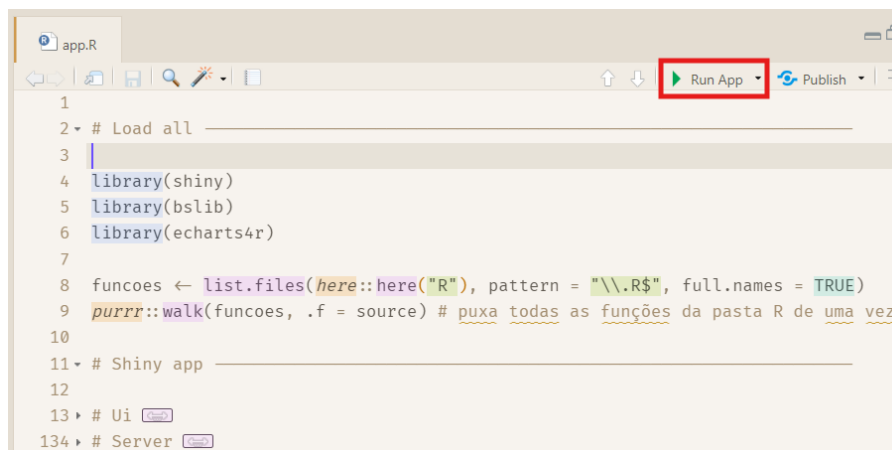 app.R
Run App Publish
1
2 # Load all
3
4 library(shiny)
5 library(bslib)
6 library(echarts4r)
7
8 funcoes ← list.files(here::here("R"), pattern = "\\.R$", full.names = TRUE)
9 purrr::walk(funcoes, .f = source) # puxa todas as funções da pasta R de uma vez
10
11 # Shiny app
12
13 # Ui
134 # Server